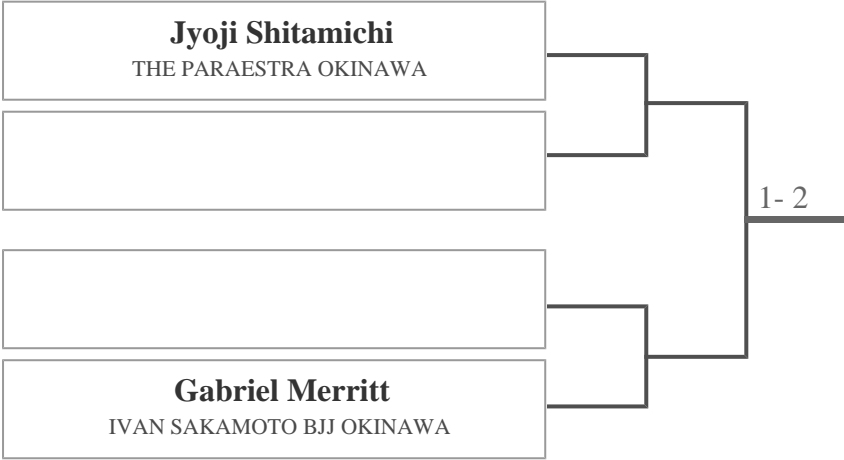 Jyoji Shitamichi
THE PARAESTRA OKINAWA
1- 2
Gabriel Merritt
IVAN SAKAMOTO BJJ OKINAWA